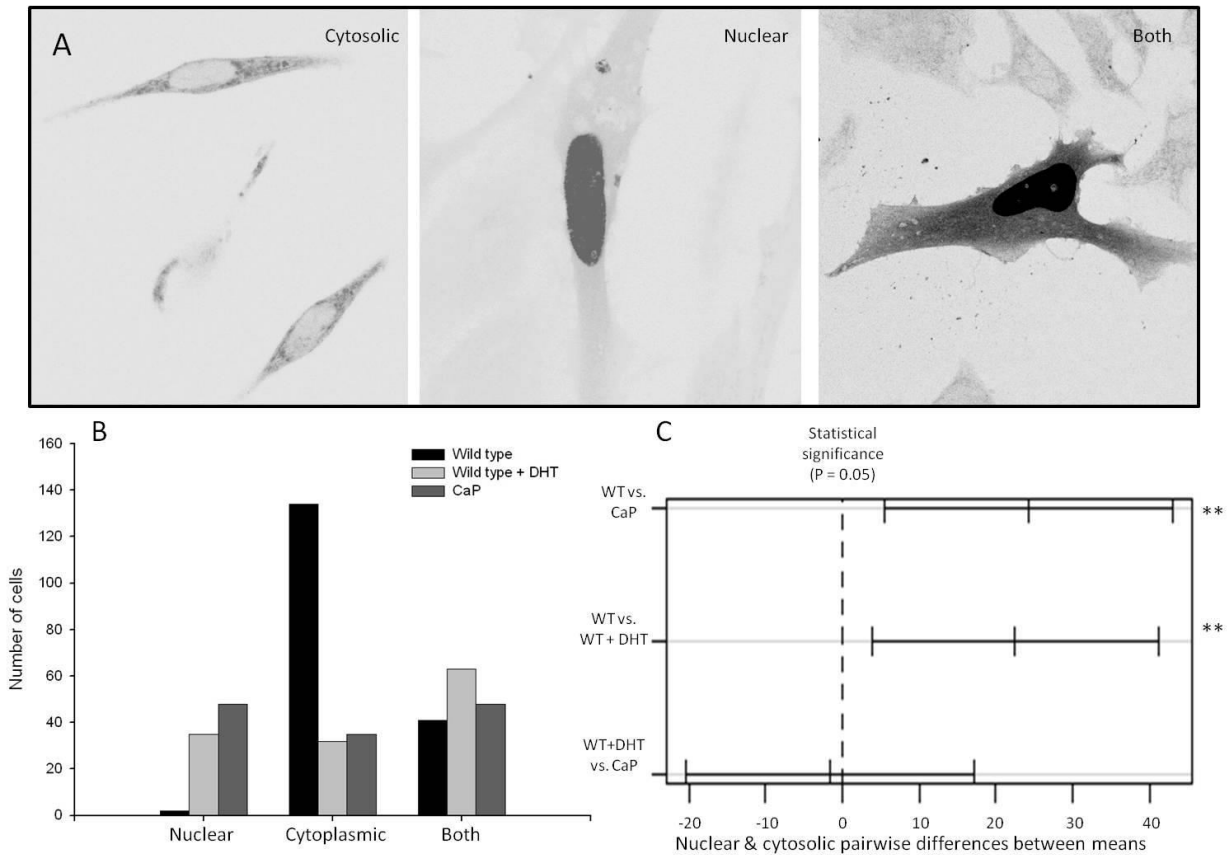 A
Cytosolic
Nuclear
Both
B
160
140
120
100
80
60
40
20
0
Number of cells
Wild type
Wild type + DHT
CaP
Nuclear
Cytoplasmic
Both
C
Statistical
significance
(P = 0.05)
WT vs.
CaP
**
WT vs.
WT + DHT
**
WT+DHT
vs. CaP
-20 -10 0 10 20 30 40
Nuclear & cytosolic pairwise differences between means